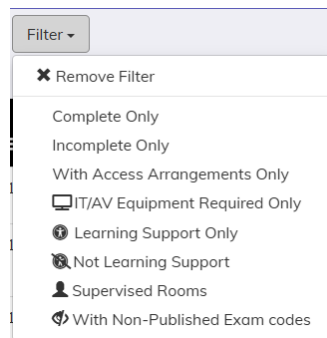 Filter
Remove Filter
Complete Only
Incomplete Only
With Access Arrangements Only
IT/AV Equipment Required Only
Learning Support Only
Not Learning Support
Supervised Rooms
With Non-Published Exam codes